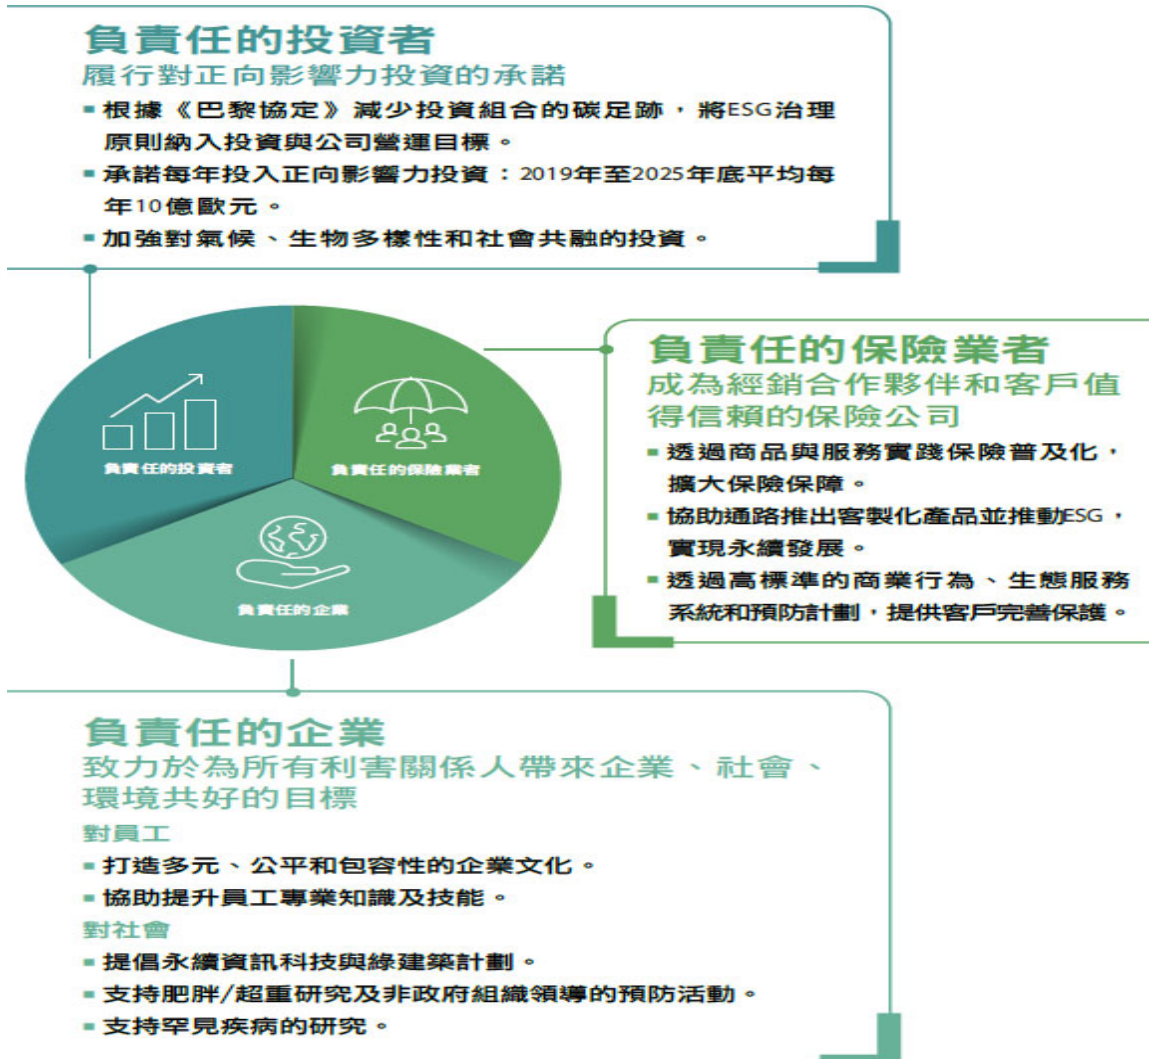 負責任的投資者
履行對正向影響力投資的承諾
▪根據《巴黎協定》減少投資組合的碳足跡，將ESG治理
原則納入投資與公司營運目標。
▪承諾每年投入正向影響力投資：2019年至2025年底平均每
年10億歐元。
▪加強對氣候、生物多樣性和社會共融的投資。
負責任的投資者
負責任的保險業者
負責任的企業
負責任的保險業者
成為經銷合作夥伴和客戶值
得信賴的保險公司
▪透過商品與服務實踐保險普及化，
擴大保險保障。
▪協助通路推出客製化產品並推動ESG，
實現永續發展。
▪透過高標準的商業行為、生態服務
系統和預防計劃，提供客戶完善保護。
負責任的企業
致力於為所有利害關係人帶來企業、社會、
環境共好的目標
對員工
▪打造多元、公平和包容性的企業文化。
▪協助提升員工專業知識及技能。
對社會
▪提倡永續資訊科技與綠建築計劃。
▪支持肥胖/超重研究及非政府組織領導的預防活動。
▪支持罕見疾病的研究。